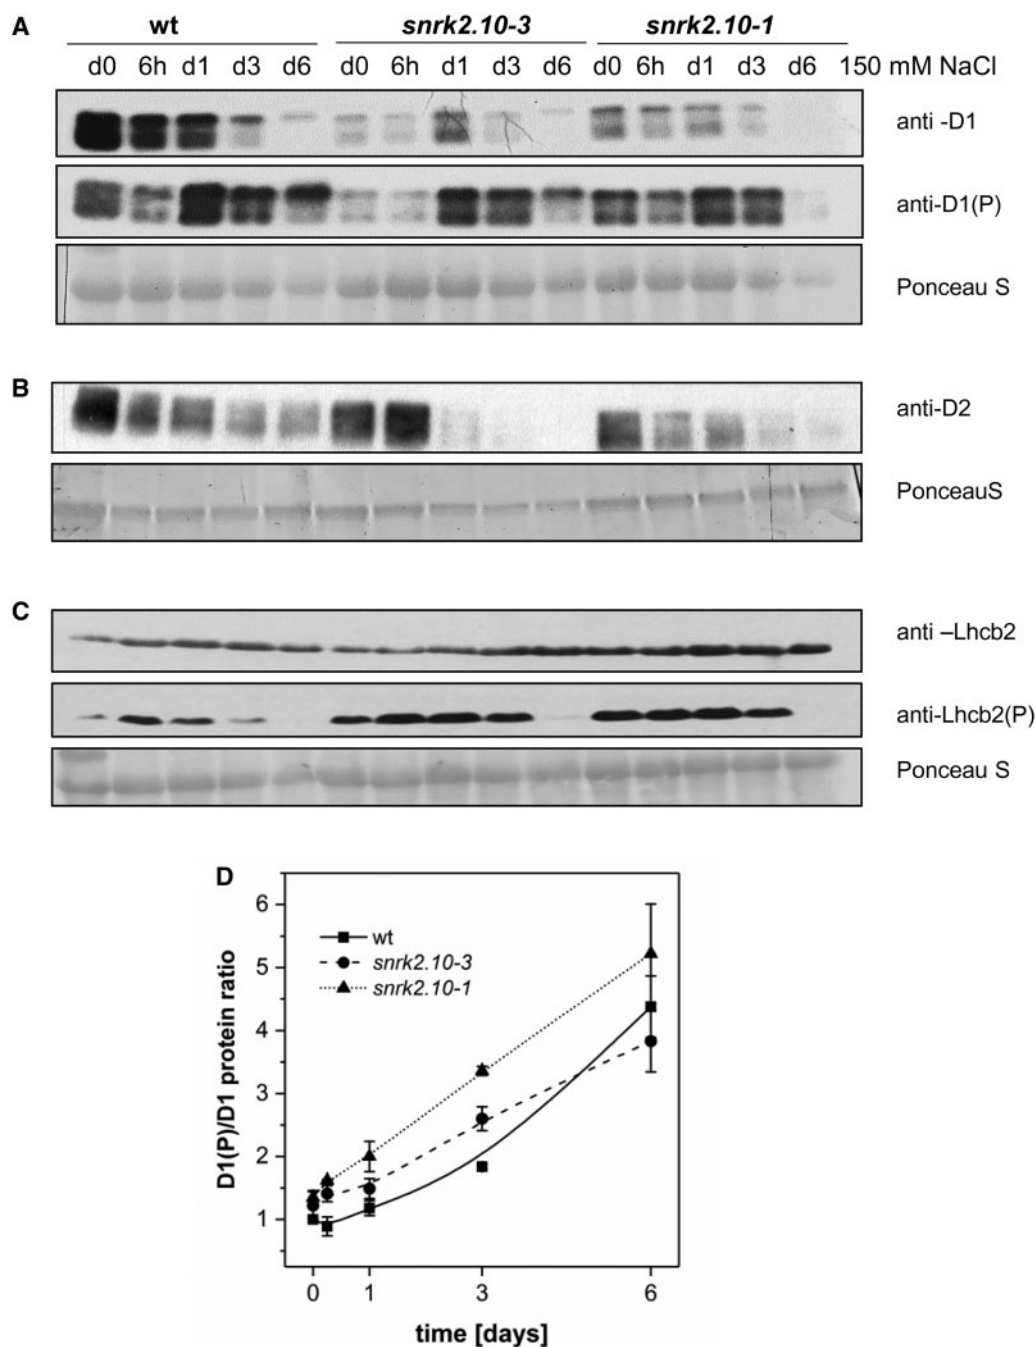 A
wt snrk2.10-3 snrk2.10-1
d0 6h d1 d3 d6 d0 6h d1 d3 d6 d0 6h d1 d3 d6 150 mM NaCl
anti -D1
anti-D1(P)
Ponceau S
B
anti-D2
PonceauS
C
anti –Lhcb2
anti-Lhcb2(P)
Ponceau S
D
wt
snrk2.10-3
snrk2.10-1
D1(P)/D1 protein ratio
6
5
4
3
2
1
0 1 3 6
time [days]